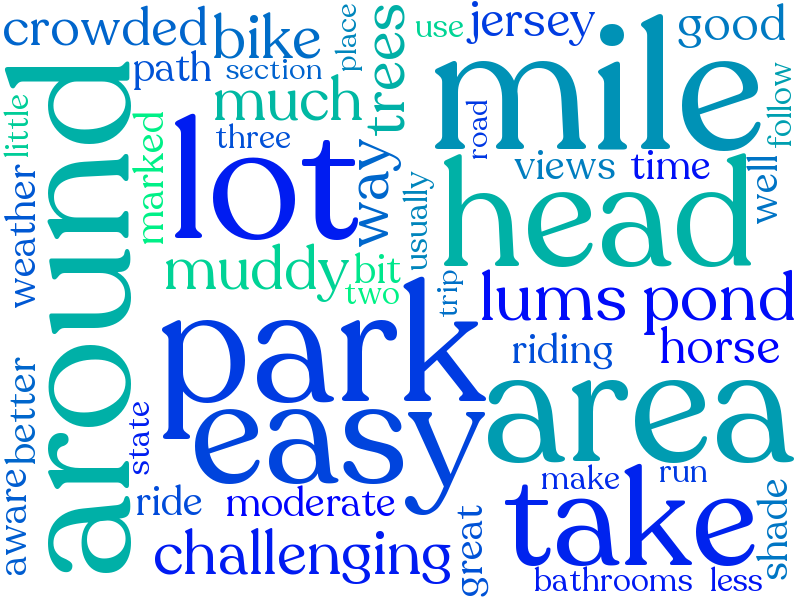 crowded
bike
place
use
jersey
good
path
section
trees
mile
much
little
marked
three
road
follow
around
lot
way
views
time
well
weather
usually
head
muddy
bit
two
trip
lums pond
park
riding
horse
better
easy
area
state
aware
ride
moderate
make
run
great
take
shade
challenging
bathrooms
less